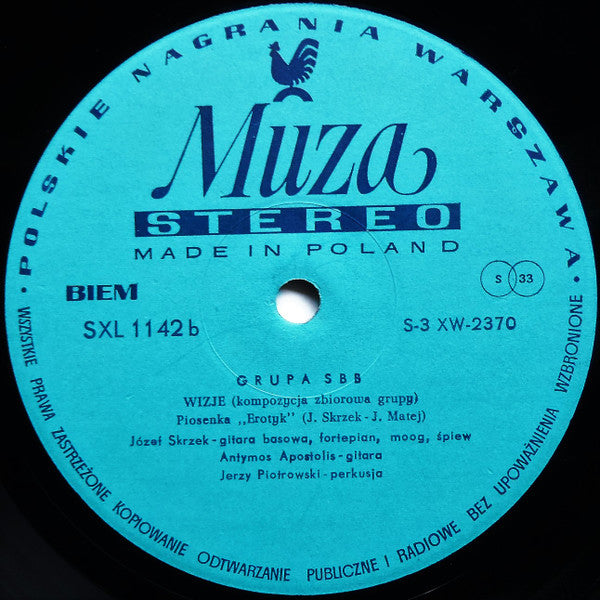 • POLSKIE NAGRANIA WARSZAWA •
Muza
STEREO
MADE IN POLAND
BIEM
S 33
SXL 1142 b
S-3 XW-2370
GRUPA SBB
WIZJE (kompozycja zbiorowa grupy)
Piosenka „Erotyk" (J. Skrzek - J. Matej)
Józef Skrzek - gitara basowa, fortepian, moog, śpiew
Antymos Apostolis - gitara
Jerzy Piotrowski - perkusja
WSZYSTKIE PRAWA ZASTRZEŻONE KOPIOWANIE ODTWARZANIE PUBLICZNE I RADIOWE BEZ UPOWAŻNIENIA WZBRONIONE